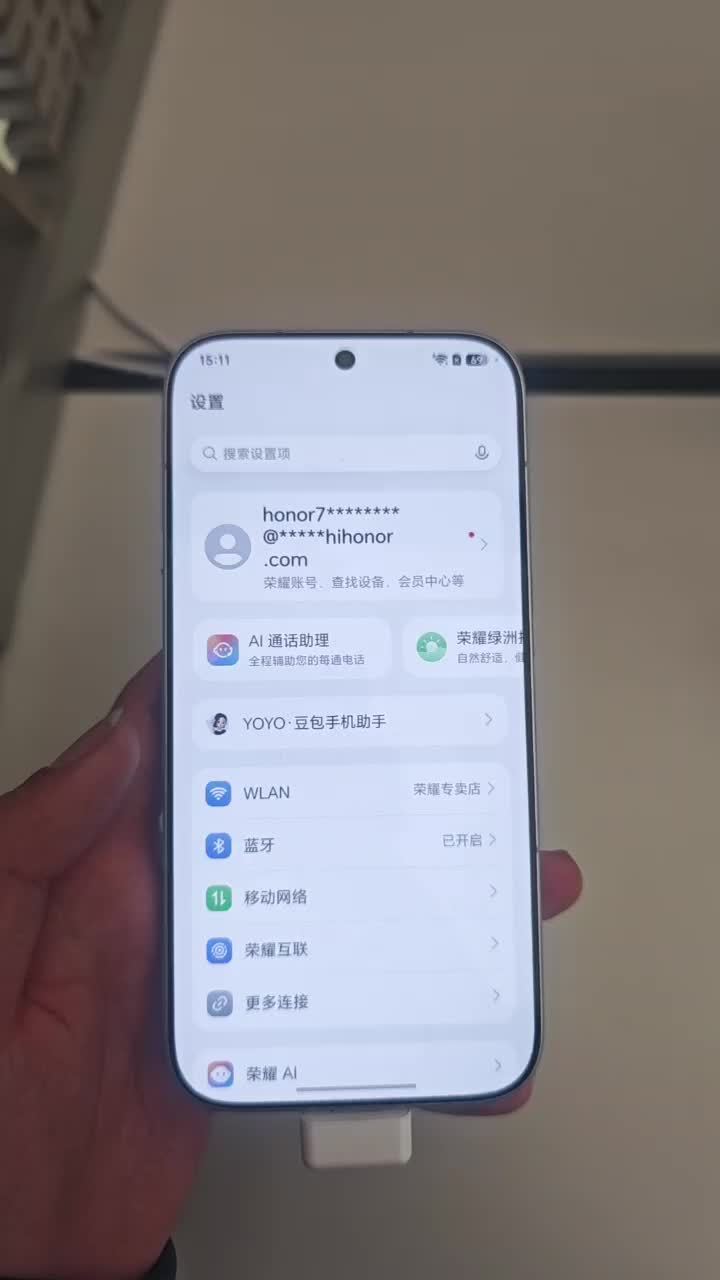 15:11
69
设置
搜索设置项
honor7********
@*****hihonor
.com
荣耀账号、查找设备、会员中心等
AI 通话助理
全程辅助您的每通电话
荣耀绿洲
自然舒适、
YOYO·豆包手机助手
WLAN
荣耀专卖店
蓝牙
已开启
移动网络
荣耀互联
更多连接
荣耀 AI